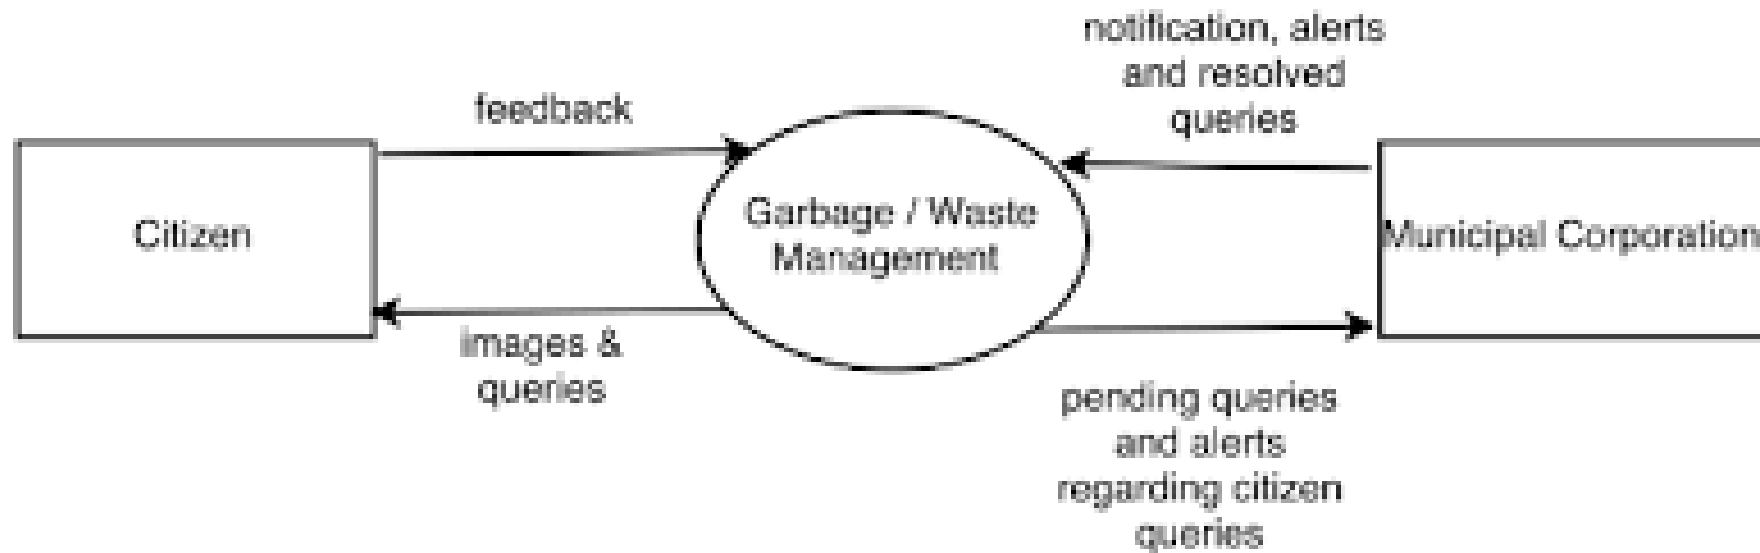 notification, alerts
and resolved
queries
feedback
Citizen
Garbage / Waste
Management
Municipal Corporation
images &
queries
pending queries
and alerts
regarding citizen
queries